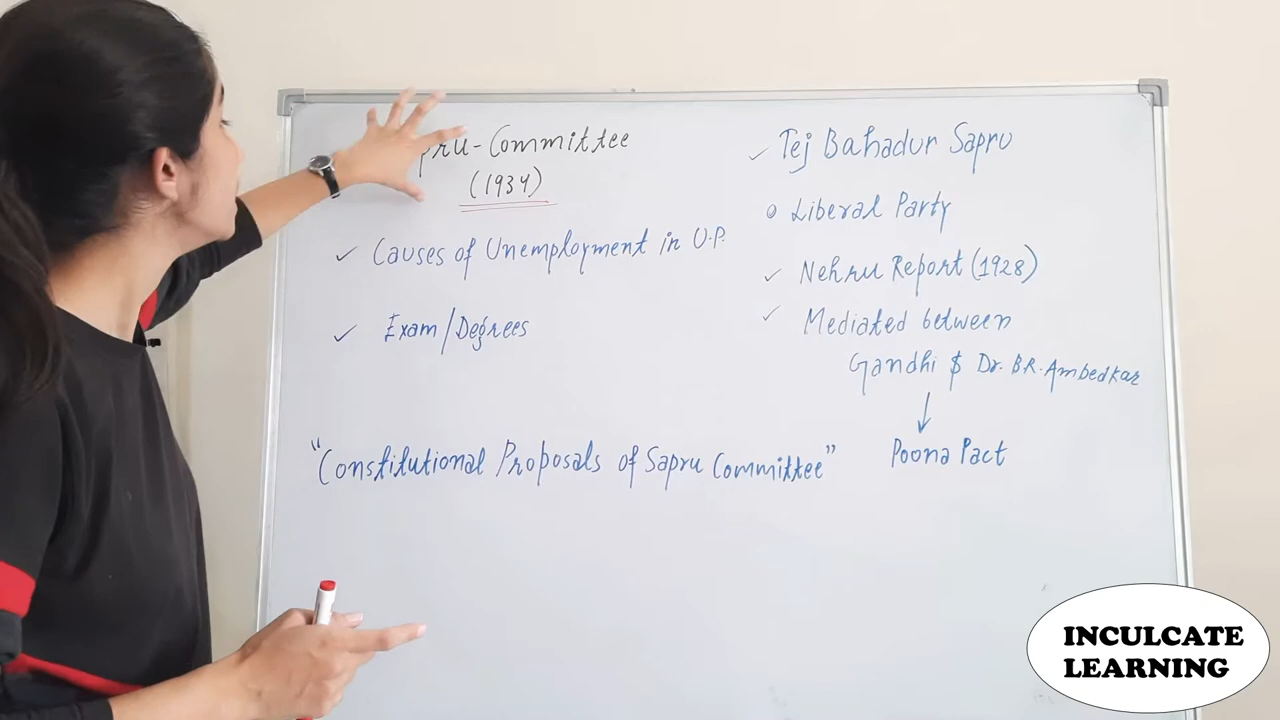 pru-Committee
(1934)
Causes of Unemployment in U.P.
Exam/Degrees
"Constitutional Proposals of Sapru Committee"
Tej Bahadur Sapru
Liberal Party
Nehru Report (1928)
Mediated between
Gandhi $ Dr. B.R. Ambedkar
Poona Pact
INCULCATE
LEARNING